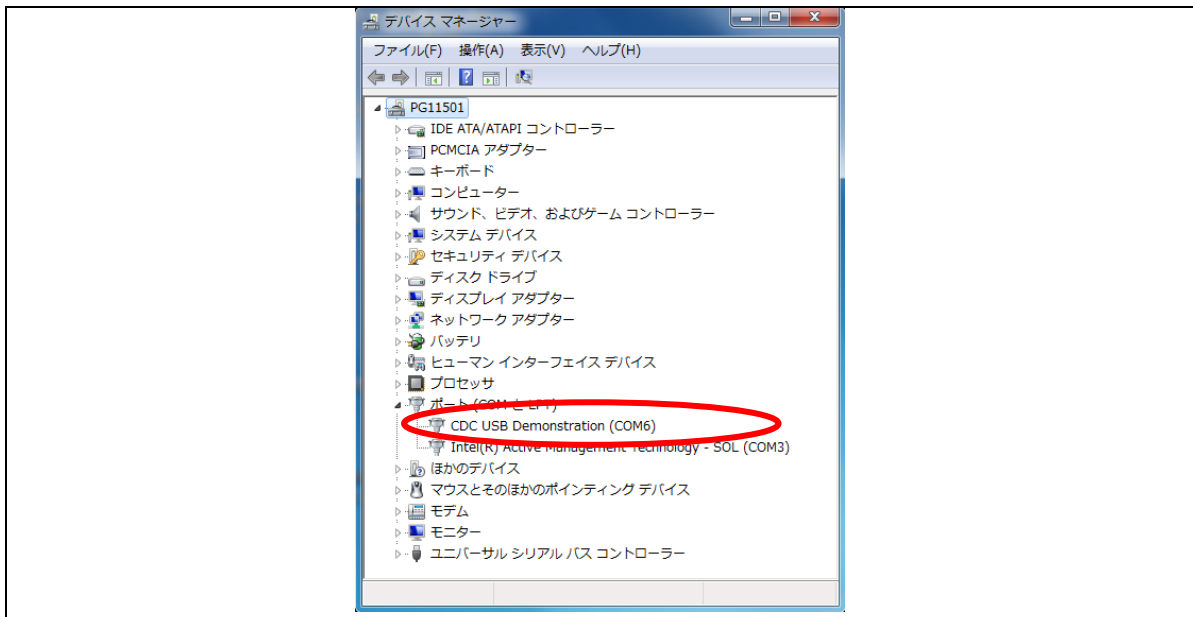 デバイス マネージャー
ファイル(F) 操作(A) 表示(V) ヘルプ(H)
PG11501
IDE ATA/ATAPI コントローラー
PCMCIA アダプター
キーボード
コンピューター
サウンド、ビデオ、およびゲーム コントローラー
システム デバイス
セキュリティ デバイス
ディスク ドライブ
ディスプレイ アダプター
ネットワーク アダプター
バッテリ
ヒューマン インターフェイス デバイス
プロセッサ
ポート (COM と LPT)
CDC USB Demonstration (COM6)
Intel(R) Active Management Technology - SOL (COM3)
ほかのデバイス
マウスとそのほかのポインティング デバイス
モデム
モニター
ユニバーサル シリアル バス コントローラー